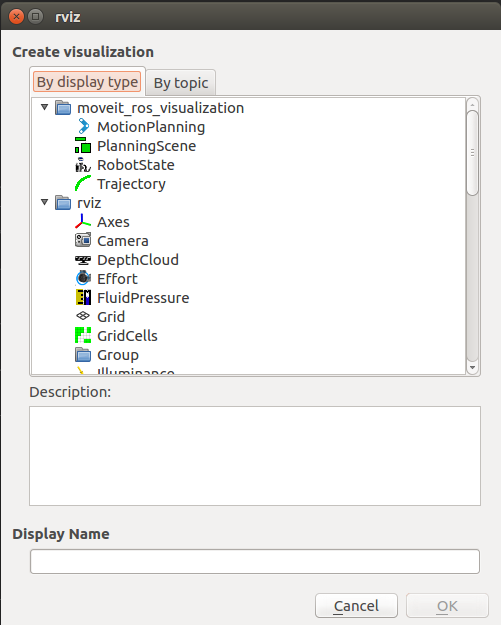 rviz
Create visualization
By display type By topic
moveit_ros_visualization
MotionPlanning
PlanningScene
RobotState
Trajectory
rviz
Axes
Camera
DepthCloud
Effort
FluidPressure
Grid
GridCells
Group
Illuminance
Description:
Display Name
Cancel OK